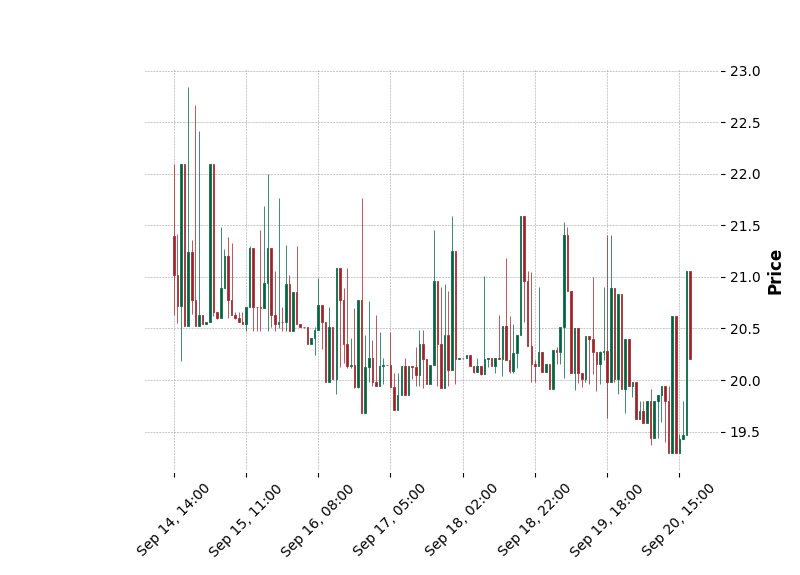 23.0
22.5
22.0
21.5
21.0
20.5
20.0
19.5
Price
Sep 14, 14:00
Sep 15, 11:00
Sep 16, 08:00
Sep 17, 05:00
Sep 18, 02:00
Sep 18, 22:00
Sep 19, 18:00
Sep 20, 15:00